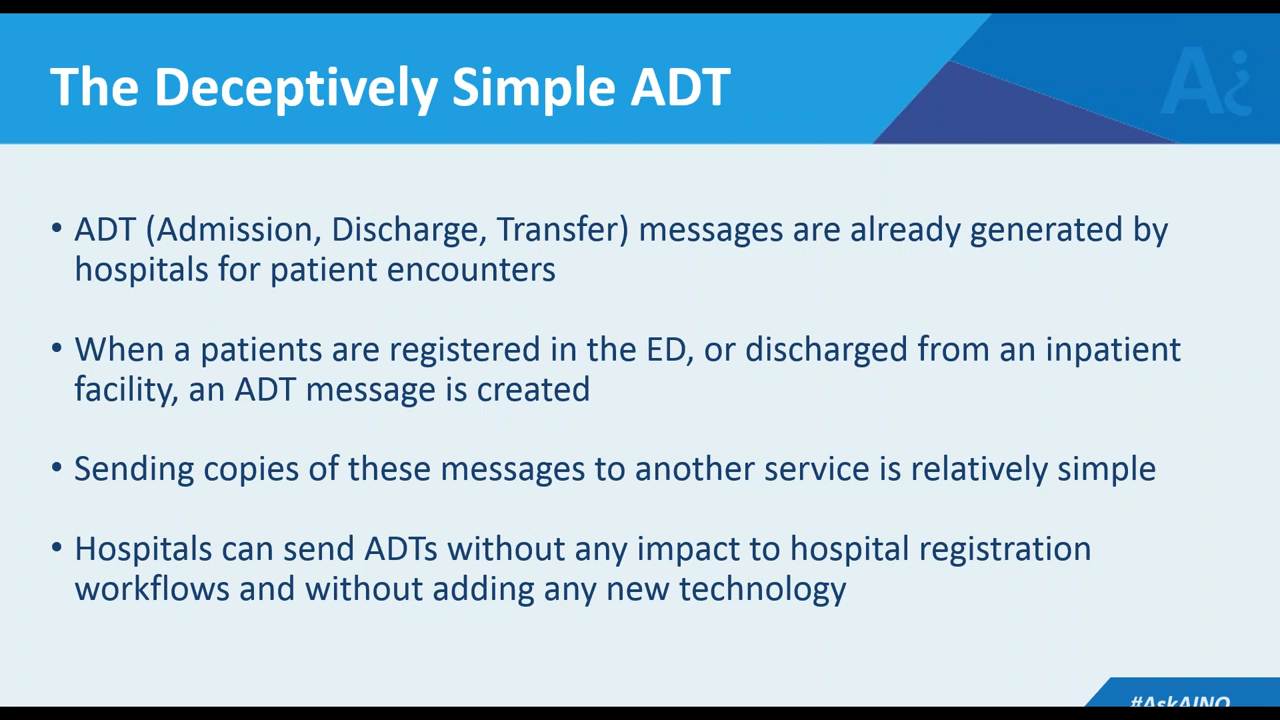 The Deceptively Simple ADT
A¿
• ADT (Admission, Discharge, Transfer) messages are already generated by
hospitals for patient encounters
• When a patients are registered in the ED, or discharged from an inpatient
facility, an ADT message is created
• Sending copies of these messages to another service is relatively simple
• Hospitals can send ADTs without any impact to hospital registration
workflows and without adding any new technology
#AskAINQ